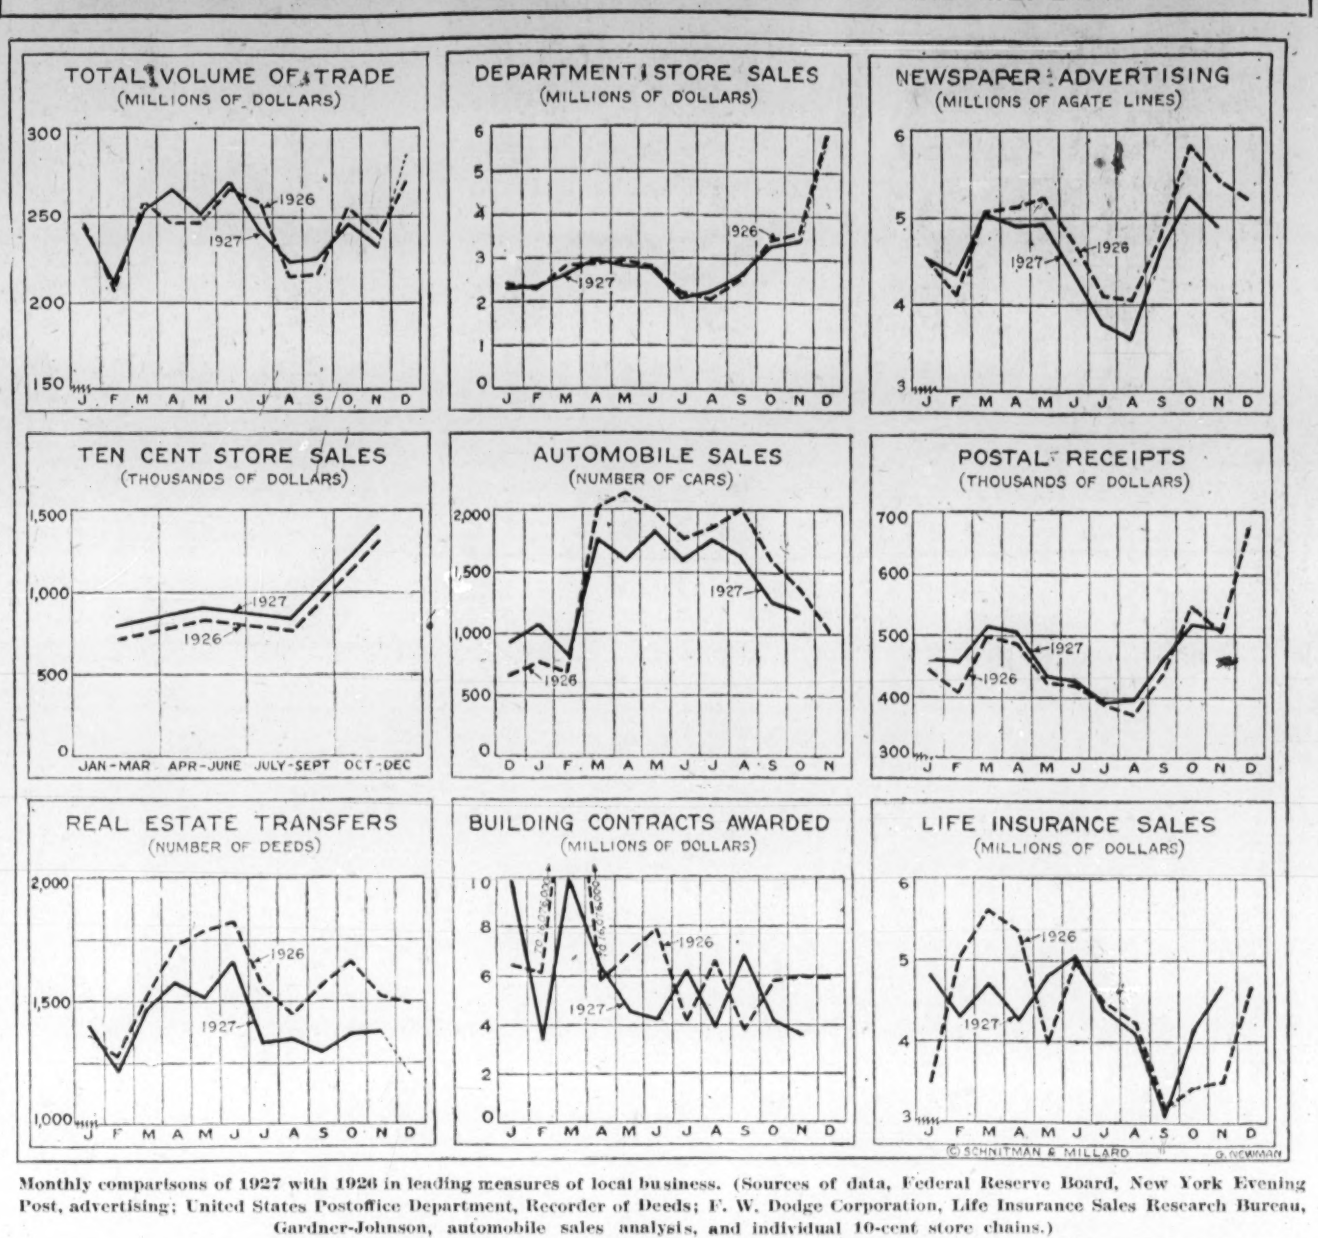 TOTAL VOLUME OF TRADE
(MILLIONS OF DOLLARS)
300
250
200
150
1926
1927
J F M A M J J A S O N D
DEPARTMENT STORE SALES
(MILLIONS OF DOLLARS)
6
5
4
3
2
1
0
1926
1927
J F M A M J J A S O N D
NEWSPAPER ADVERTISING
(MILLIONS OF AGATE LINES)
6
5
4
3
1926
1927
J F M A M J J A S O N D
TEN CENT STORE SALES
(THOUSANDS OF DOLLARS)
1,500
1,000
500
0
1927
1926
JAN-MAR APR-JUNE JULY-SEPT OCT-DEC
AUTOMOBILE SALES
(NUMBER OF CARS)
2,000
1,500
1,000
500
0
1927
1926
D J F M A M J J A S O N
POSTAL RECEIPTS
(THOUSANDS OF DOLLARS)
700
600
500
400
300
1927
1926
J F M A M J J A S O N D
REAL ESTATE TRANSFERS
(NUMBER OF DEEDS)
2,000
1,500
1,000
1926
1927
J F M A M J J A S O N D
BUILDING CONTRACTS AWARDED
(MILLIONS OF DOLLARS)
10
8
6
4
2
0
1926
1927
J F M A M J J A S O N D
LIFE INSURANCE SALES
(MILLIONS OF DOLLARS)
6
5
4
3
1926
1927
J F M A M J J A S O N D
© SCHNITMAN & MILLARD G. NEWMAN
Monthly comparisons of 1927 with 1926 in leading measures of local business. (Sources of data, Federal Reserve Board, New York Evening
Post, advertising; United States Postoffice Department, Recorder of Deeds; F. W. Dodge Corporation, Life Insurance Sales Research Bureau,
Gardner-Johnson, automobile sales analysis, and individual 10-cent store chains.)